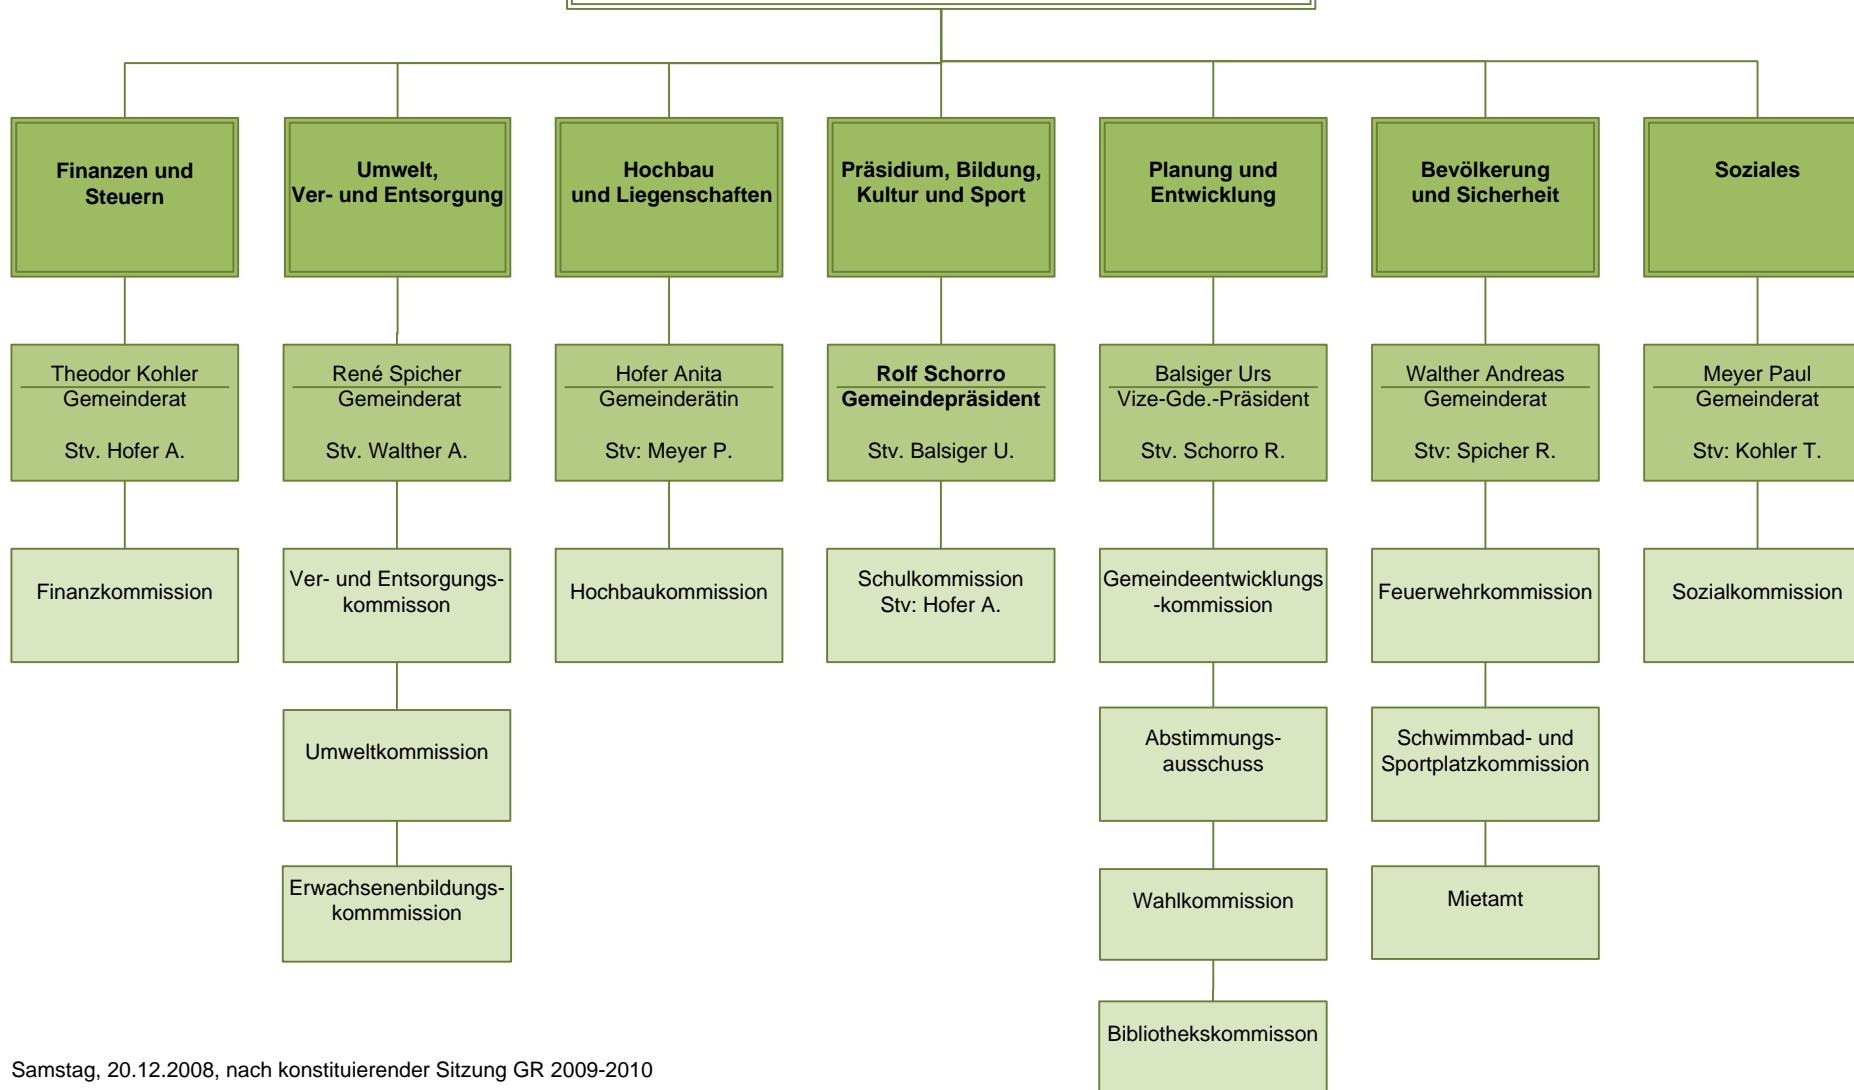 Finanzen und
Steuern
Umwelt,
Ver- und Entsorgung
Hochbau
und Liegenschaften
Präsidium, Bildung,
Kultur und Sport
Planung und
Entwicklung
Bevölkerung
und Sicherheit
Soziales
Theodor Kohler
Gemeinderat
Stv. Hofer A.
René Spicher
Gemeinderat
Stv. Walther A.
Hofer Anita
Gemeinderätin
Stv: Meyer P.
Rolf Schorro
Gemeindepräsident
Stv. Balsiger U.
Balsiger Urs
Vize-Gde.-Präsident
Stv. Schorro R.
Walther Andreas
Gemeinderat
Stv: Spicher R.
Meyer Paul
Gemeinderat
Stv: Kohler T.
Finanzkommission
Ver- und Entsorgungs-
kommisson
Hochbaukommission
Schulkommission
Stv: Hofer A.
Gemeindeentwicklungs
-kommission
Feuerwehrkommission
Sozialkommission
Umweltkommission
Abstimmungs-
ausschuss
Schwimmbad- und
Sportplatzkommission
Erwachsenenbildungs-
kommmission
Wahlkommission
Mietamt
Bibliothekskommisson
Samstag, 20.12.2008, nach konstituierender Sitzung GR 2009-2010